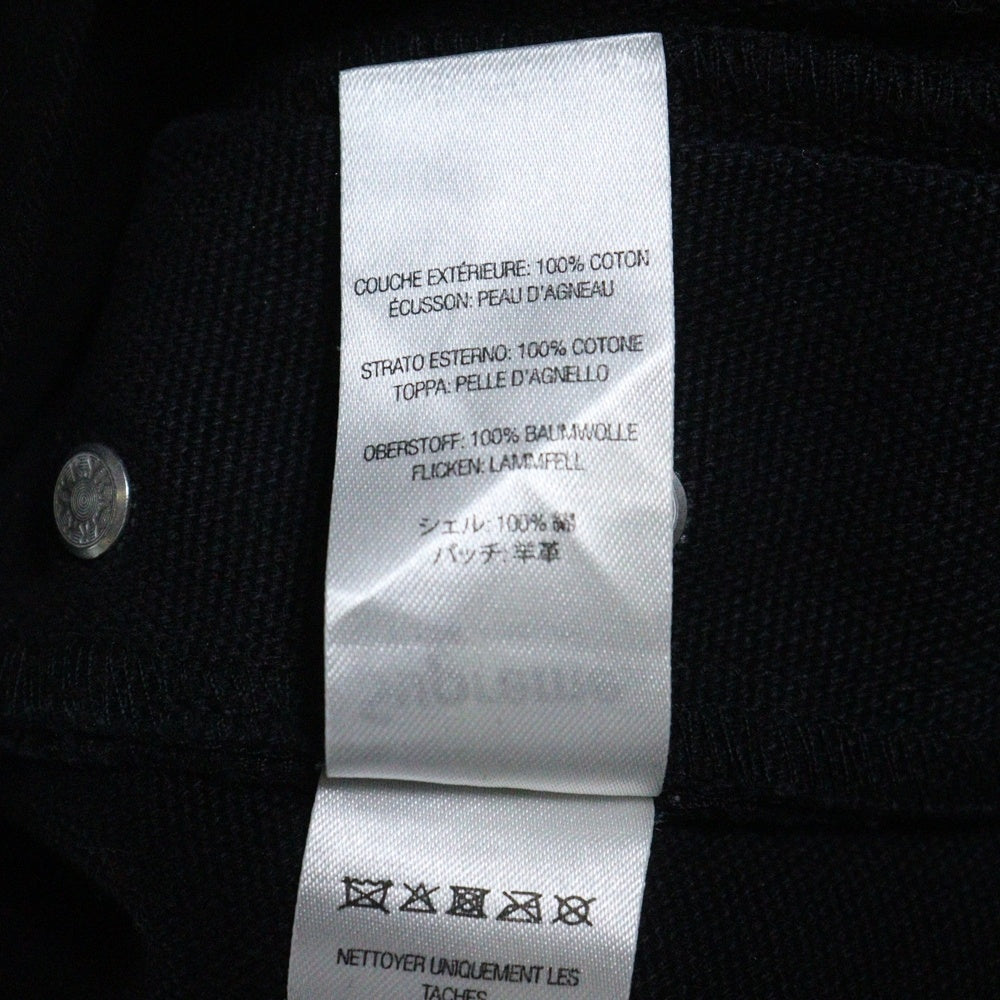 COUCHE EXTÉRIEURE: 100% COTON
ÉCUSSON: PEAU D'AGNEAU
STRATO ESTERNO: 100% COTONE
TOPPA: PELLE D'AGNELLO
OBERSTOFF: 100% BAUMWOLLE
FLICKEN: LAMMFELL
シェル: 100% 綿
パッチ: 羊革
NETTOYER UNIQUEMENT LES
TACHES